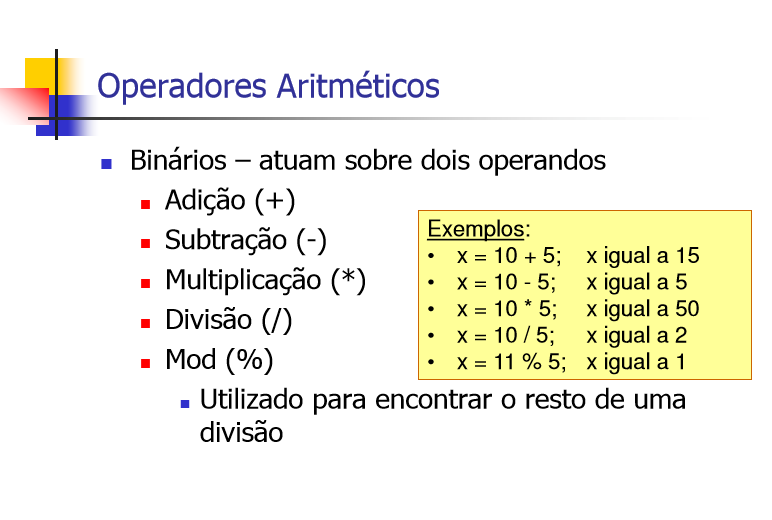 Operadores Aritméticos
Binários – atuam sobre dois operandos
Adição (+)
Subtração (-)
Multiplicação (*)
Divisão (/)
Mod (%)
Utilizado para encontrar o resto de uma
divisão
Exemplos:
• x = 10 + 5; x igual a 15
• x = 10 - 5; x igual a 5
• x = 10 * 5; x igual a 50
• x = 10 / 5; x igual a 2
• x = 11 % 5; x igual a 1